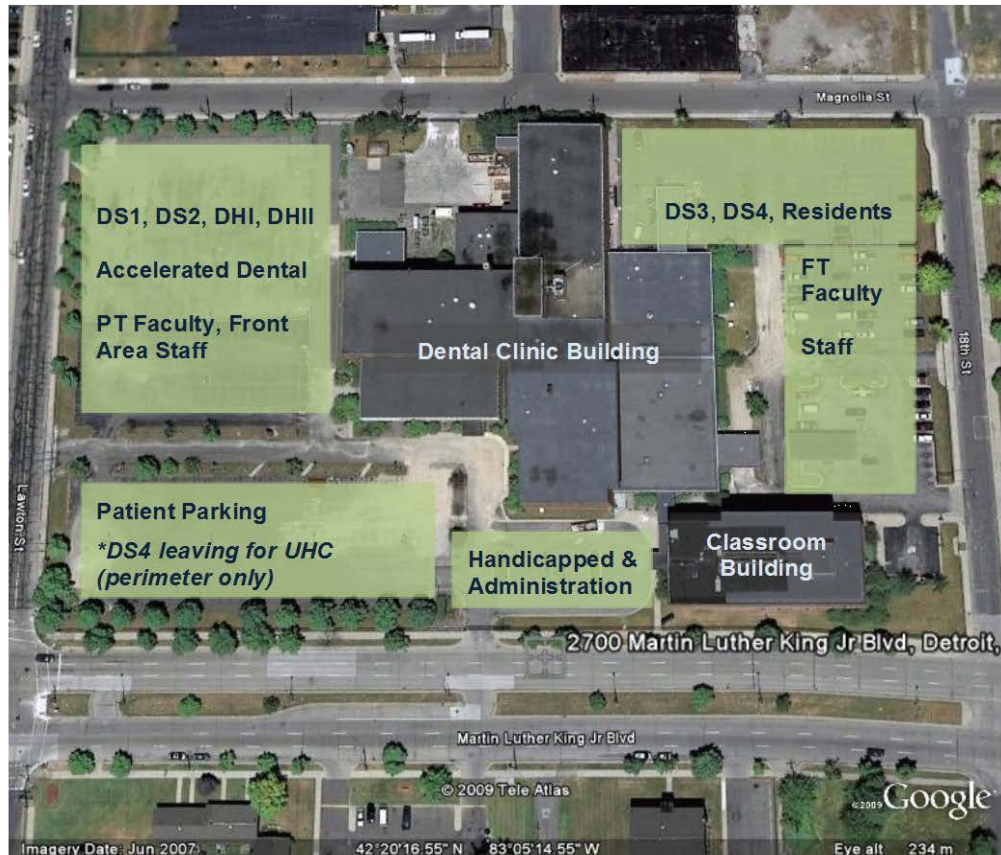 Magnolia St
DS1, DS2, DHI, DHII
Accelerated Dental
PT Faculty, Front
Area Staff
DS3, DS4, Residents
FT
Faculty
Staff
18th St
Dental Clinic Building
Lawton St
Patient Parking
*DS4 leaving for UHC
(perimeter only)
Handicapped &
Administration
Classroom
Building
2700 Martin Luther King Jr Blvd, Detroit,
Martin Luther King Jr Blvd
© 2009 Tele Atlas
©2009 Google
Imagery Date: Jun 2007
42°20'16.55" N 83°05'14.55" W
Eye alt 234 m